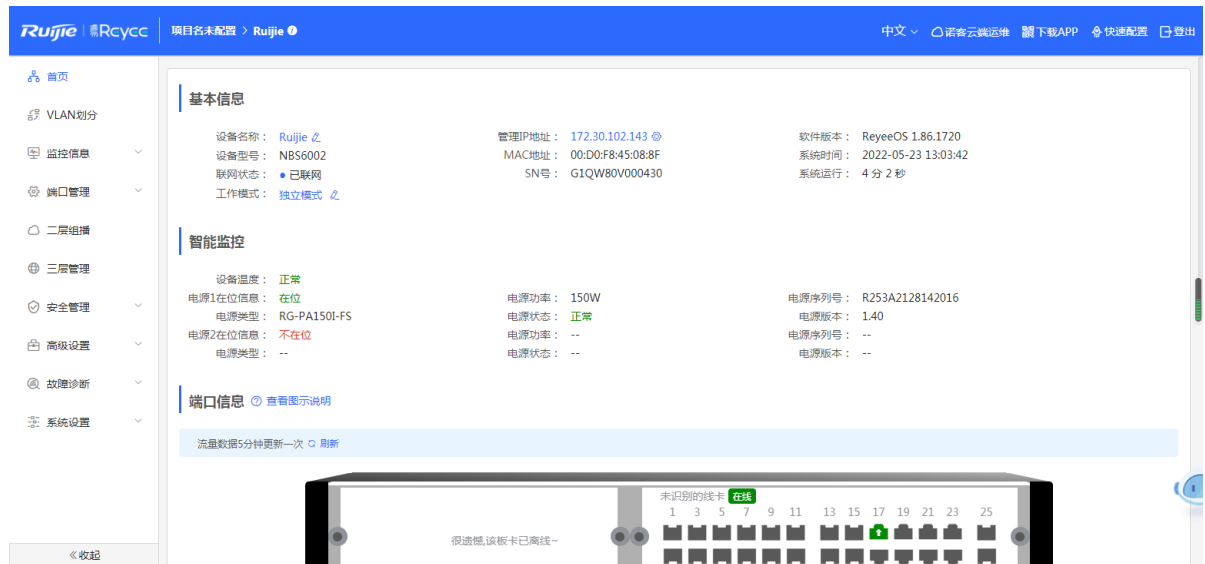 Ruijie 睿易Rcycc 项目名未配置 > Ruijie 中文 诺客云端运维 下载APP 快速配置 登出
首页
VLAN划分
监控信息
端口管理
二层组播
三层管理
安全管理
高级设置
故障诊断
系统设置
《收起
基本信息
设备名称： Ruijie 管理IP地址： 172.30.102.143 软件版本： ReyeeOS 1.86.1720
设备型号： NBS6002 MAC地址： 00:D0:F8:45:08:8F 系统时间： 2022-05-23 13:03:42
联网状态： 已联网 SN号： G1QW80V000430 系统运行： 4 分 2 秒
工作模式： 独立模式
智能监控
设备温度： 正常
电源1在位信息： 在位 电源功率： 150W 电源序列号： R253A2128142016
电源类型： RG-PA150I-FS 电源状态： 正常 电源版本： 1.40
电源2在位信息： 不在位 电源功率： -- 电源序列号： --
电源类型： -- 电源状态： -- 电源版本： --
端口信息 查看图示说明
流量数据5分钟更新一次 刷新
未识别的线卡 在线
1 3 5 7 9 11 13 15 17 19 21 23 25
很遗憾,该板卡已离线~